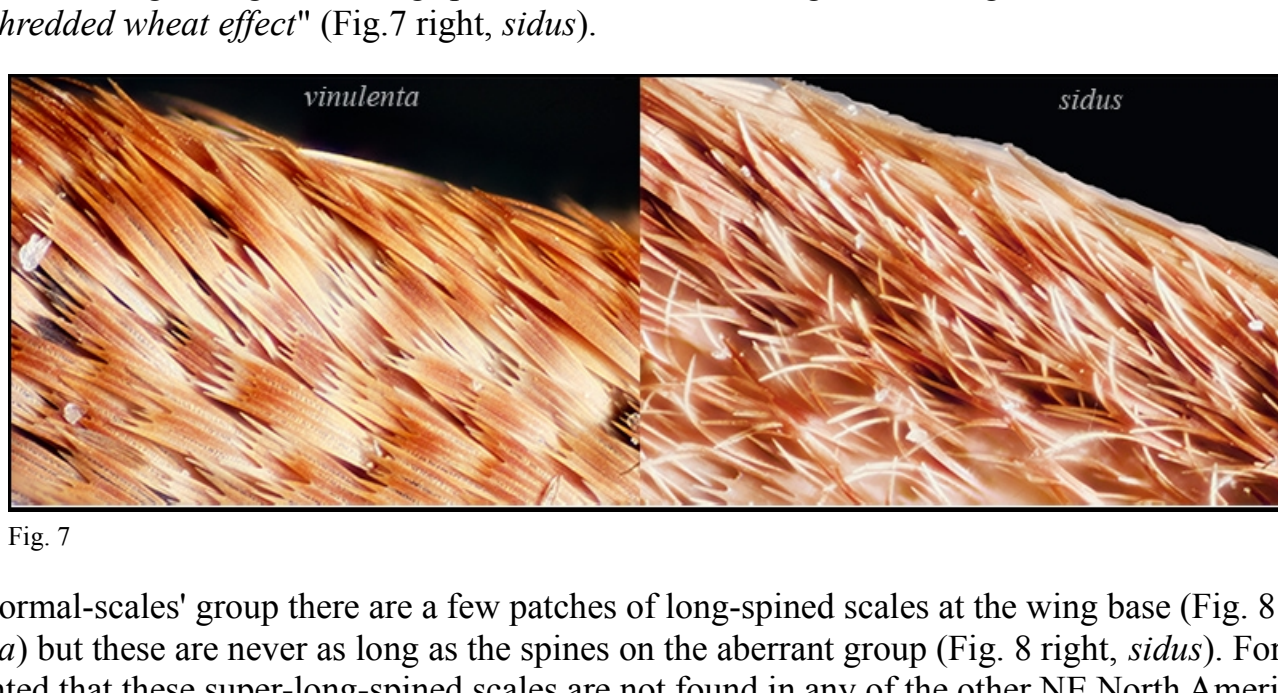 hredded wheat effect" (Fig.7 right, sidus).
vinulenta
sidus
Fig. 7
ormal-scales' group there are a few patches of long-spined scales at the wing base (Fig. 8
a) but these are never as long as the spines on the aberrant group (Fig. 8 right, sidus). For
nted that these super-long-spined scales are not found in any of the other NE North Ameri